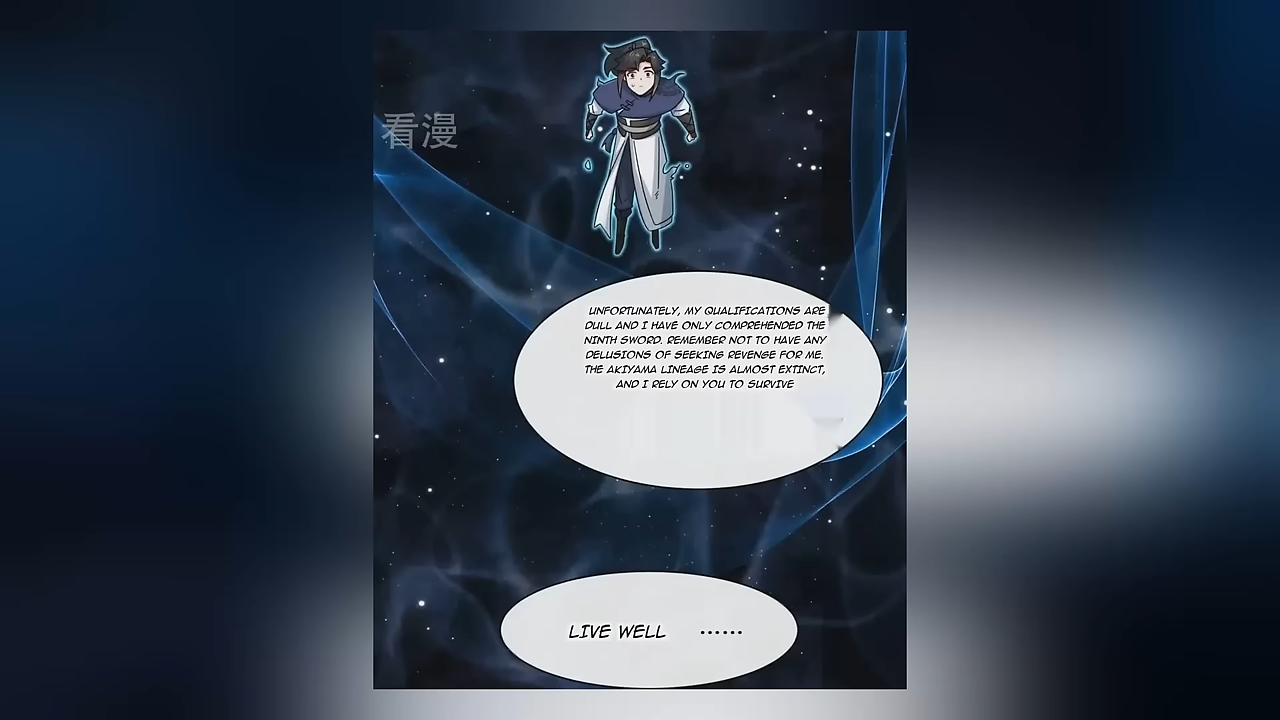 看漫
UNFORTUNATELY, MY QUALIFICATIONS ARE
DULL AND I HAVE ONLY COMPREHENDED THE
NINTH SWORD. REMEMBER NOT TO HAVE ANY
DELUSIONS OF SEEKING REVENGE FOR ME.
THE AKIYAMA LINEAGE IS ALMOST EXTINCT,
AND I RELY ON YOU TO SURVIVE
LIVE WELL ......